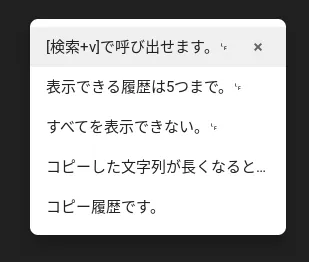 [検索+v]で呼び出せます。␊ ×
表示できる履歴は5つまで。␊
すべてを表示できない。␊
コピーした文字列が長くなると...
コピー履歴です。